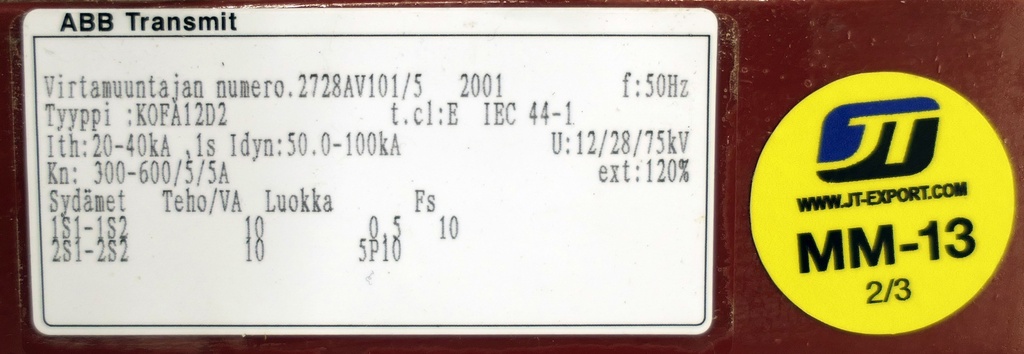 ABB Transmit
Virtamuuntajan numero.2728AV101/5 2001 f:50Hz
Tyyppi :KOFA12D2 t.cl:E IEC 44-1
Ith:20-40kA ,1s Idyn:50.0-100kA U:12/28/75kV
Kn: 300-600/5/5A ext:120%
Sydämet Teho/VA Luokka Fs
1S1-1S2 10 0,5 10
2S1-2S2 10 5P10
JT
WWW.JT-EXPORT.COM
MM-13
2/3